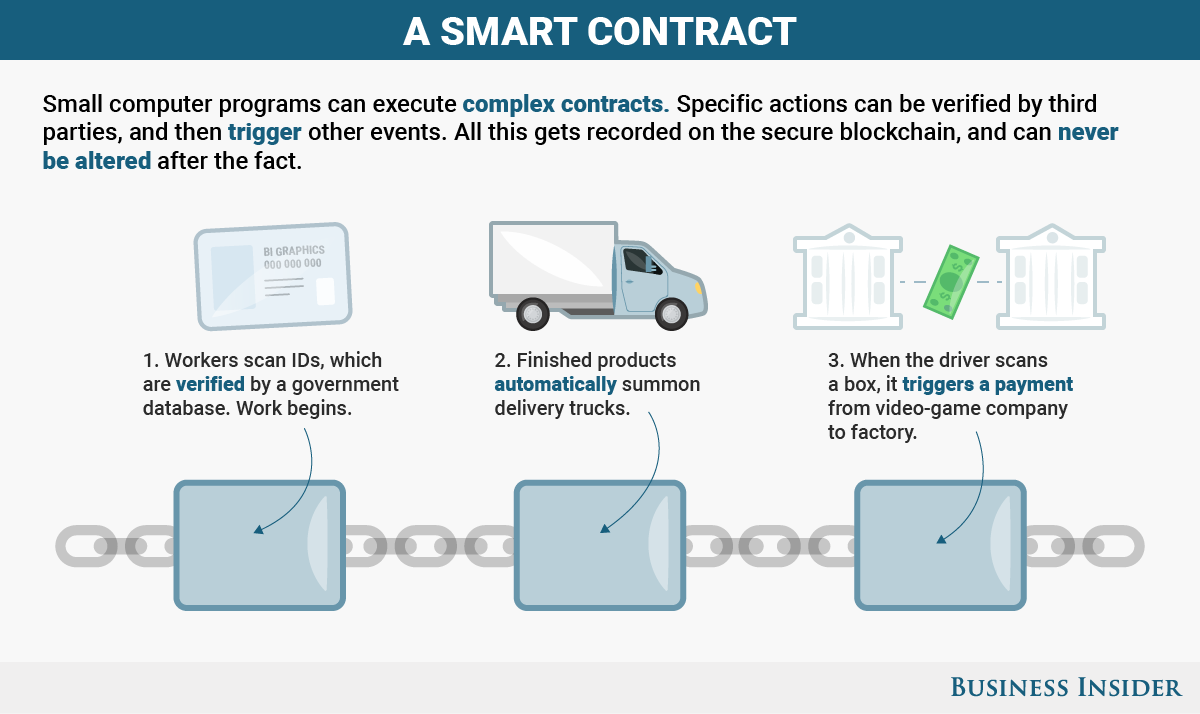 A SMART CONTRACT
Small computer programs can execute complex contracts. Specific actions can be verified by third
parties, and then trigger other events. All this gets recorded on the secure blockchain, and can never
be altered after the fact.
BI GRAPHICS
000 000 000
1. Workers scan IDs, which
are verified by a government
database. Work begins.
2. Finished products
automatically summon
delivery trucks.
3. When the driver scans
a box, it triggers a payment
from video-game company
to factory.
$ $
BUSINESS INSIDER